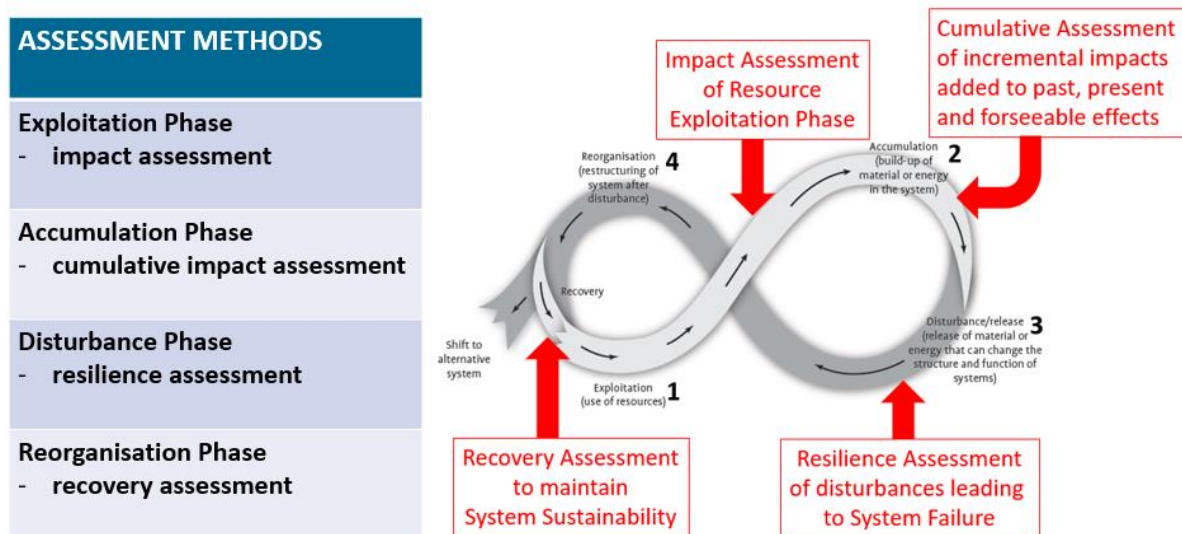 ASSESSMENT METHODS
Exploitation Phase
- impact assessment
Accumulation Phase
- cumulative impact assessment
Disturbance Phase
- resilience assessment
Reorganisation Phase
- recovery assessment
Impact Assessment
of Resource
Exploitation Phase
Cumulative Assessment
of incremental impacts
added to past, present
and forseeable effects
Reorganisation 4
(restructuring of
system after
disturbance)
Accumulation 2
(build-up of
material or energy
in the system)
Recovery
Shift to
alternative
system
Exploitation 1
(use of resources)
Disturbance/release 3
(release of material or
energy that can change the
structure and function of
systems)
Recovery Assessment
to maintain
System Sustainability
Resilience Assessment
of disturbances leading
to System Failure